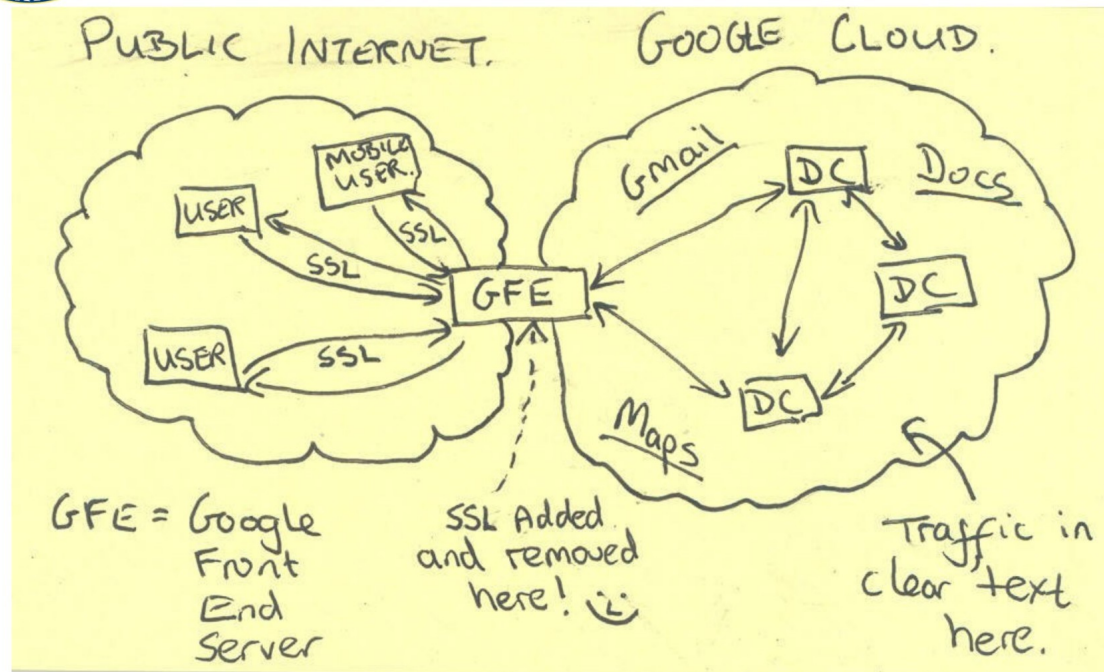 PUBLIC INTERNET.
GOOGLE CLOUD.
MOBILE
USER.
USER
SSL
SSL
USER
SSL
GFE
Gmail
DC
Docs
DC
DC
Maps
GFE = Google
Front
End
Server
SSL Added
and removed
here!
Traffic in
clear text
here.